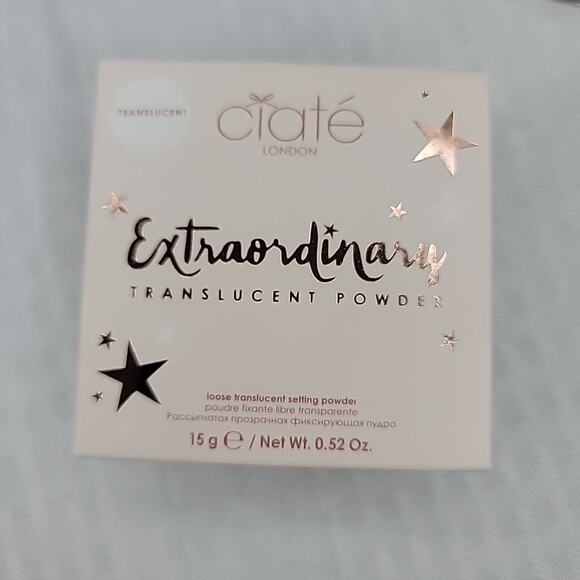 TRANSLUCENT
ciaté
LONDON
Extraordinary
TRANSLUCENT POWDER
loose translucent setting powder
poudre fixante libre transparente
Рассыпчатая прозрачная фиксирующая пудра
15 g ℮ / Net Wt. 0.52 Oz.